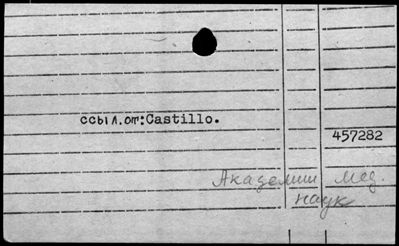 ссыл.от:Castillo.
457282
Академии мед.
наук